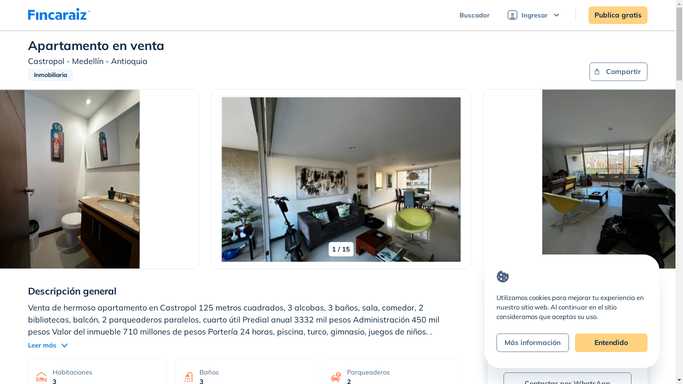 Fincaraiz
Buscador
Ingresar
Publica gratis
Apartamento en venta
Castropol - Medellín - Antioquia
Inmobiliaria
Compartir
1 / 15
Descripción general
Venta de hermoso apartamento en Castropol 125 metros cuadrados, 3 alcobas, 3 baños, sala, comedor, 2
bibliotecas, balcón, 2 parqueaderos paralelos, cuarto útil Predial anual 3332 mil pesos Administración 450 mil
pesos Valor del inmueble 710 millones de pesos Portería 24 horas, piscina, turco, gimnasio, juegos de niños. .
Leer más
Habitaciones
3
Baños
3
Parqueaderos
2
Utilizamos cookies para mejorar tu experiencia en
nuestro sitio web. Al continuar en el sitio
consideramos que aceptas su uso.
Más información
Entendido
Contactar por WhatsApp